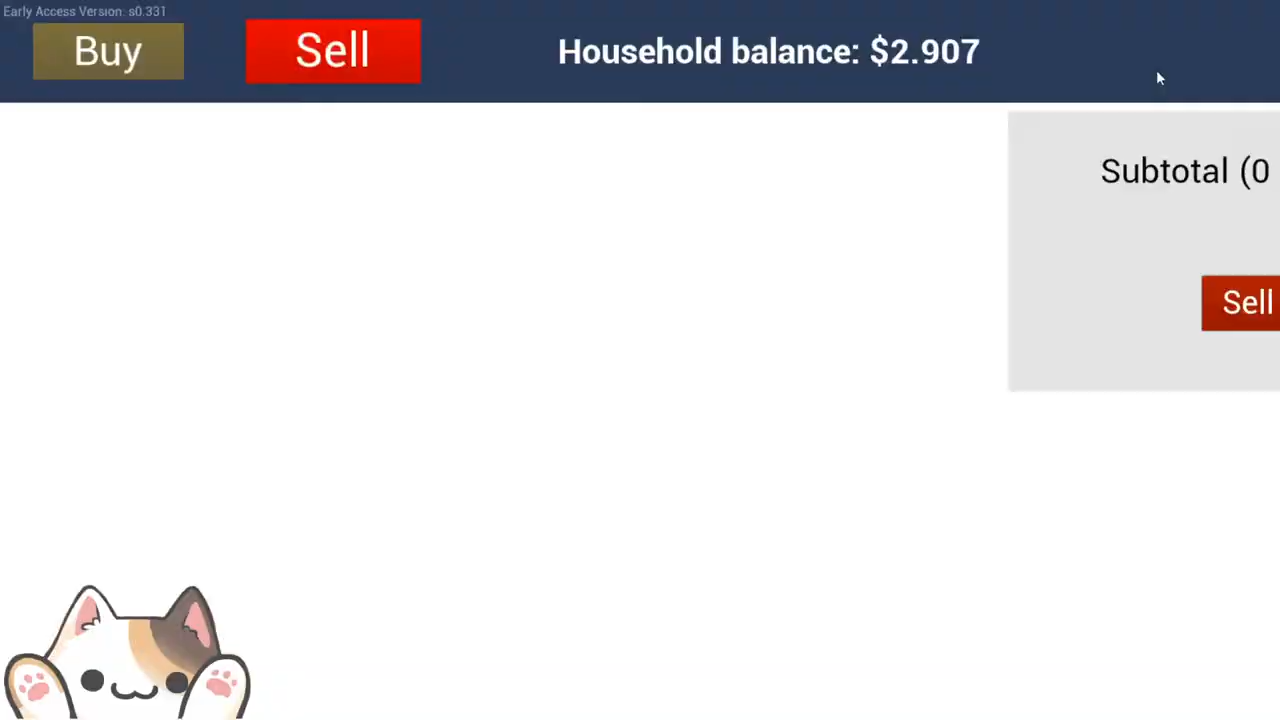 Early Access Version: s0.331
Buy
Sell
Household balance: $2.907
Subtotal (0
Sell